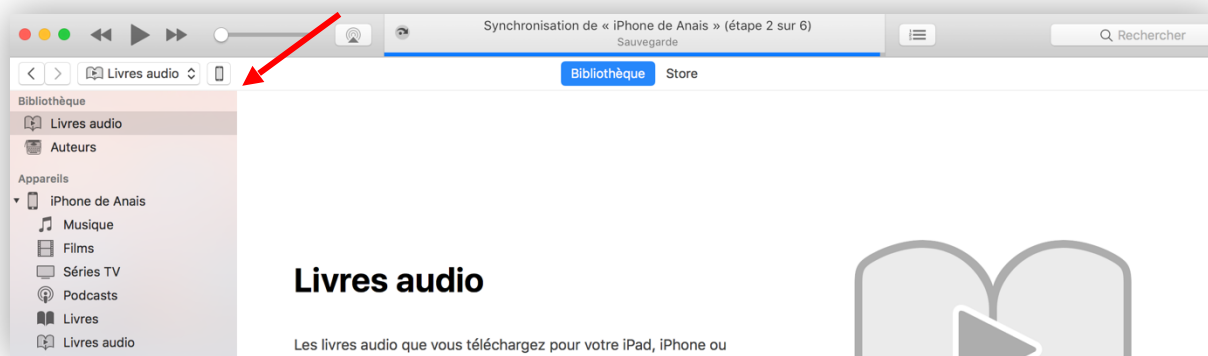 Synchronisation de « iPhone de Anais » (étape 2 sur 6)
Sauvegarde
Rechercher
Livres audio
Bibliothèque
Store
Bibliothèque
Livres audio
Auteurs
Appareils
iPhone de Anais
Musique
Films
Séries TV
Podcasts
Livres
Livres audio
Livres audio
Les livres audio que vous téléchargez pour votre iPad, iPhone ou